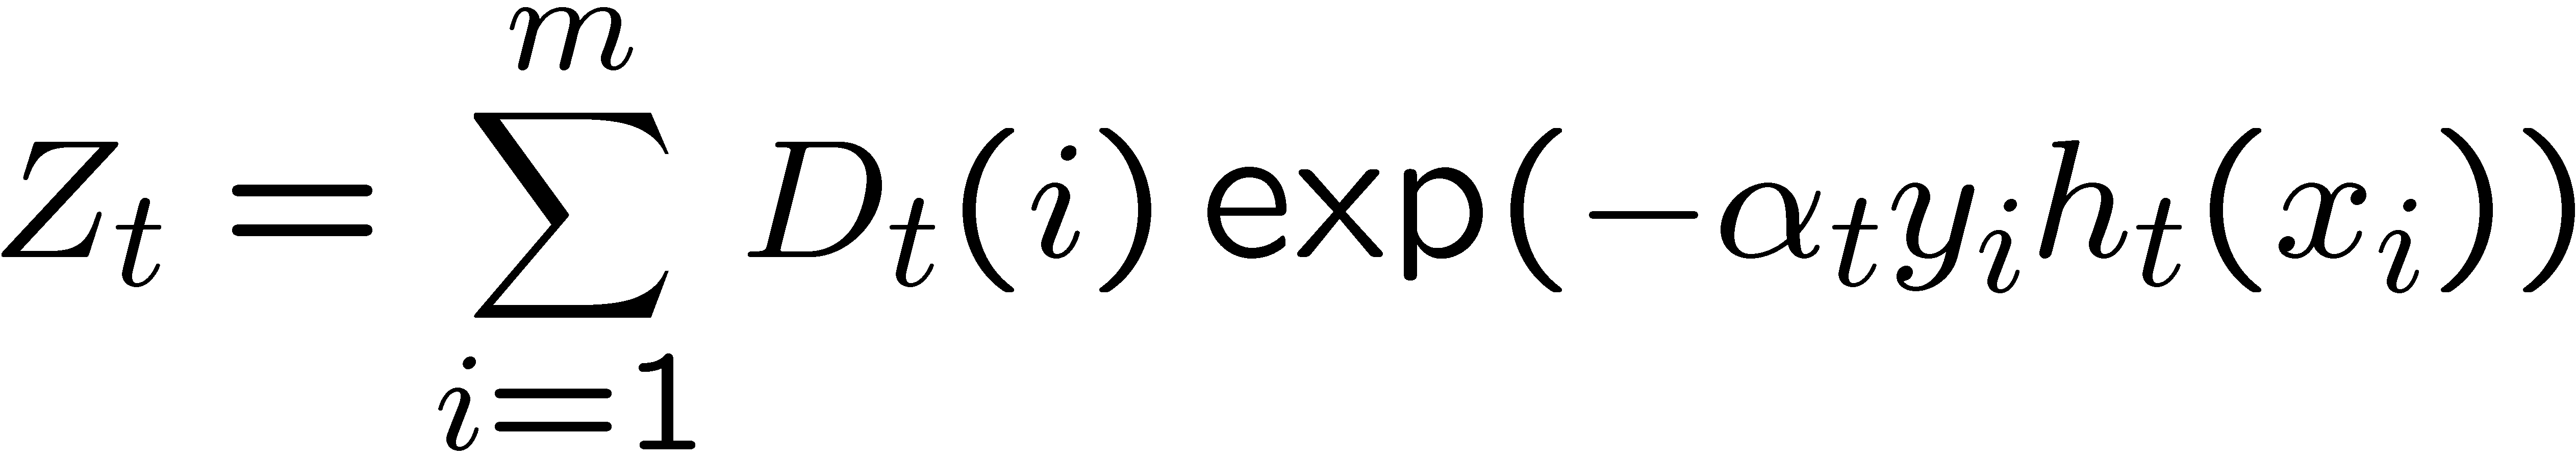 $Z_t = \sum_{i=1}^{m} D_t(i) \exp(-\alpha_t y_i h_t(x_i))$